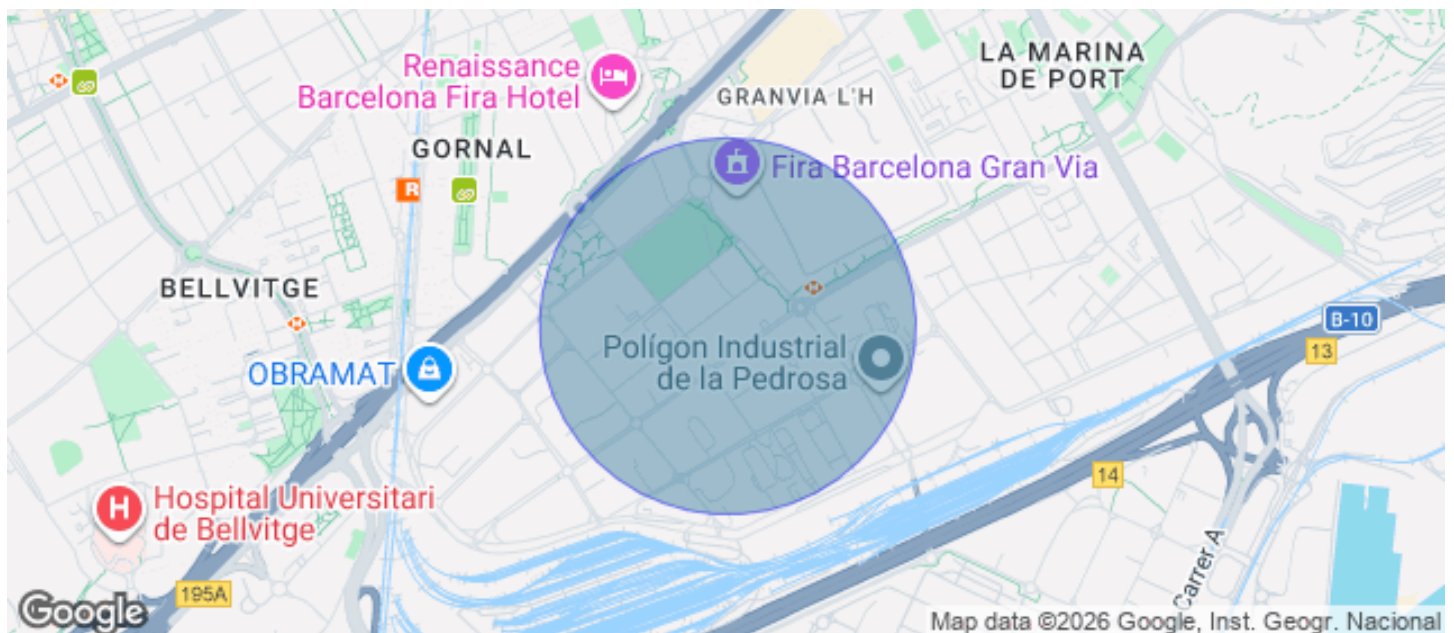 LA MARINA
DE PORT
Renaissance
Barcelona Fira Hotel
GRANVIA L'H
GORNAL
R
Fira Barcelona Gran Via
BELLVITGE
B-10
Polígon Industrial
de la Pedrosa
13
OBRAMAT
14
H
Hospital Universitari
de Bellvitge
Carrer A
195A
Google
Map data ©2026 Google, Inst. Geogr. Nacional